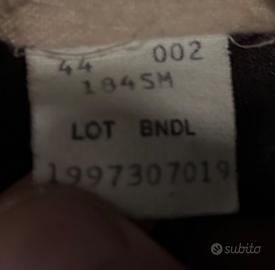 44 002
184SM
LOT BNDL
1997307019
subito